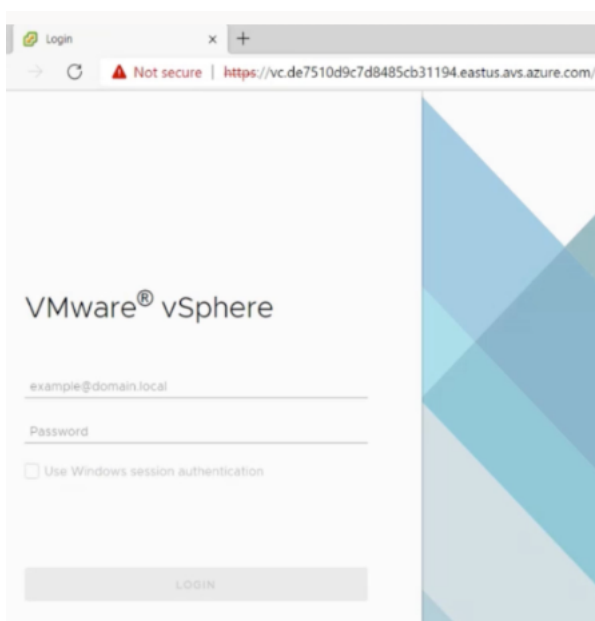 Login
Not secure | https://vc.de7510d9c7d8485cb31194.eastus.avs.azure.com/
VMware® vSphere
example@domain.local
Password
Use Windows session authentication
LOGIN